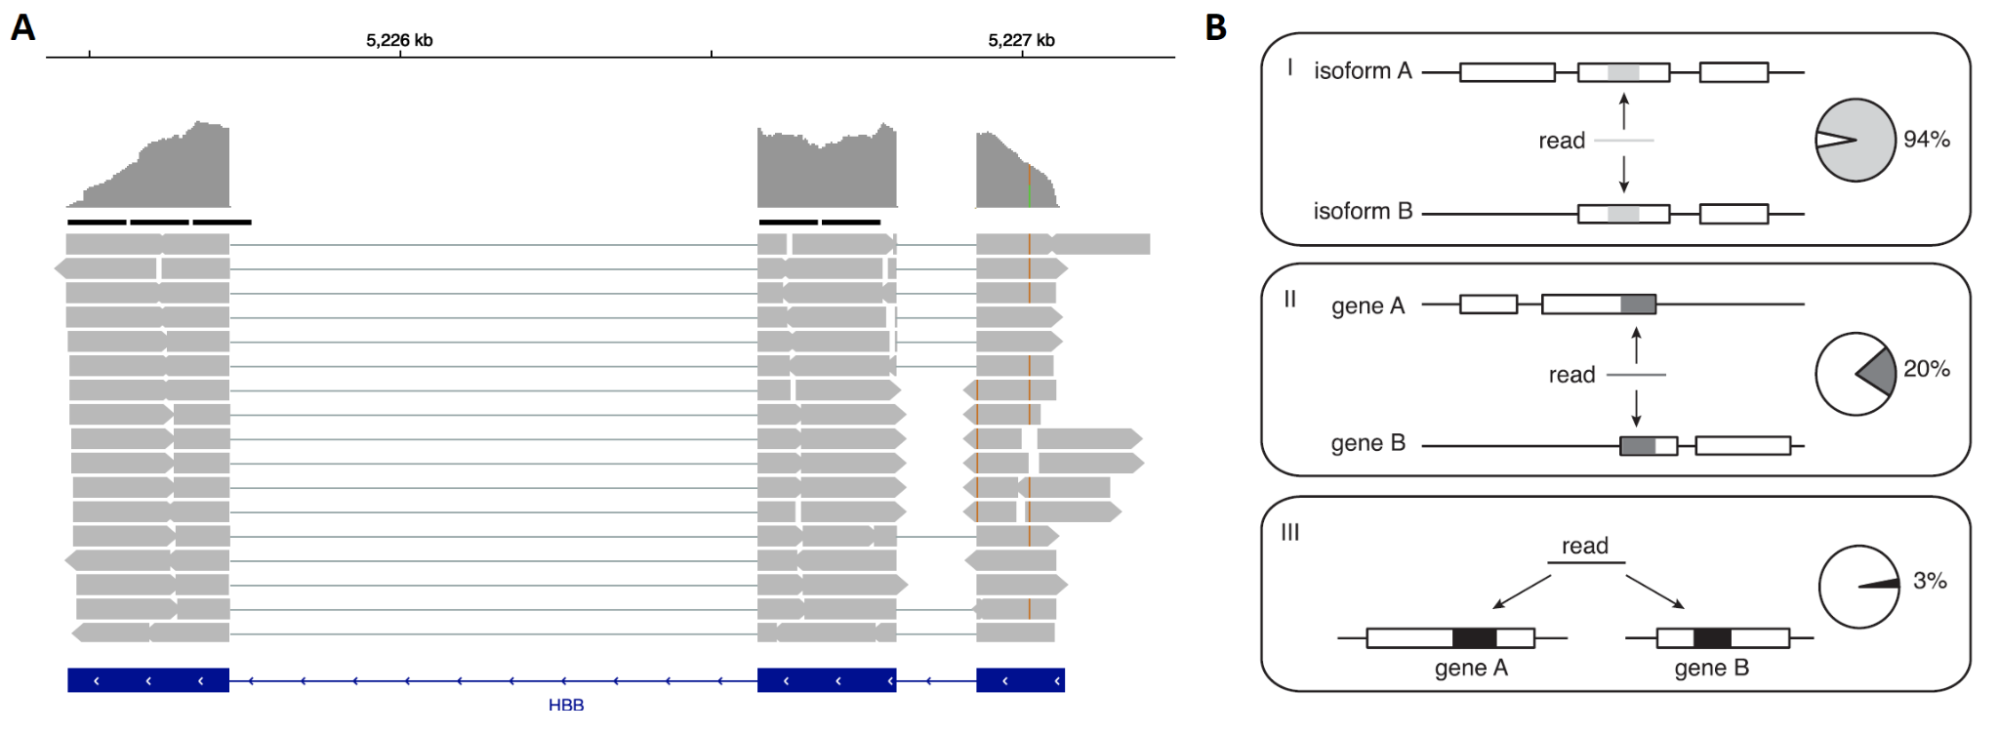 A
5,226 kb
5,227 kb
HBB
B
I
isoform A
read
94%
isoform B
II
gene A
read
20%
gene B
III
read
3%
gene A
gene B